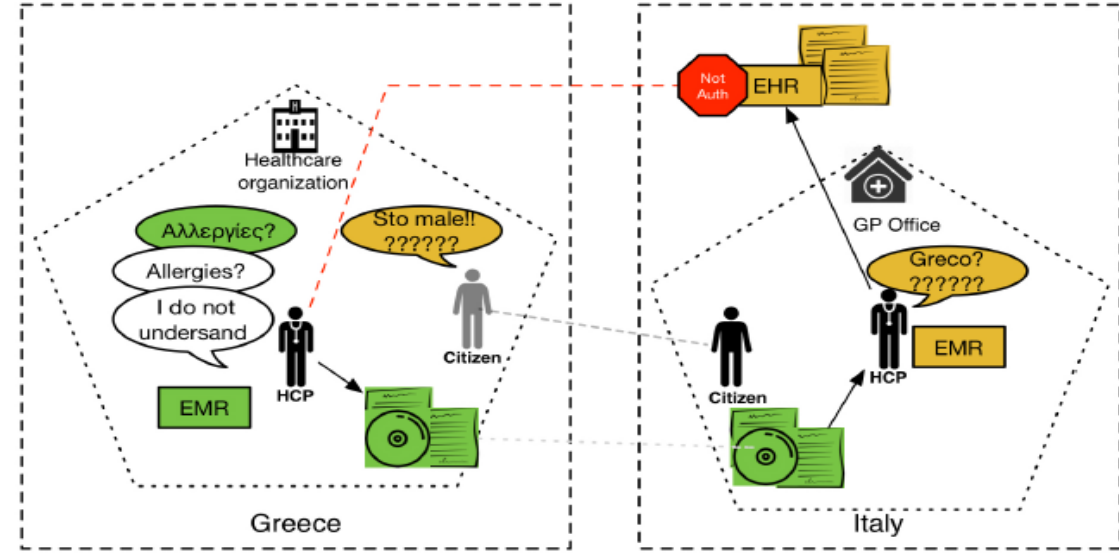 Not
Auth
EHR
Healthcare
organization
GP Office
Αλλεργίες?
Allergies?
I do not
undersand
Sto male!!
??????
Greco?
??????
HCP
EMR
Citizen
Citizen
HCP
EMR
Greece
Italy